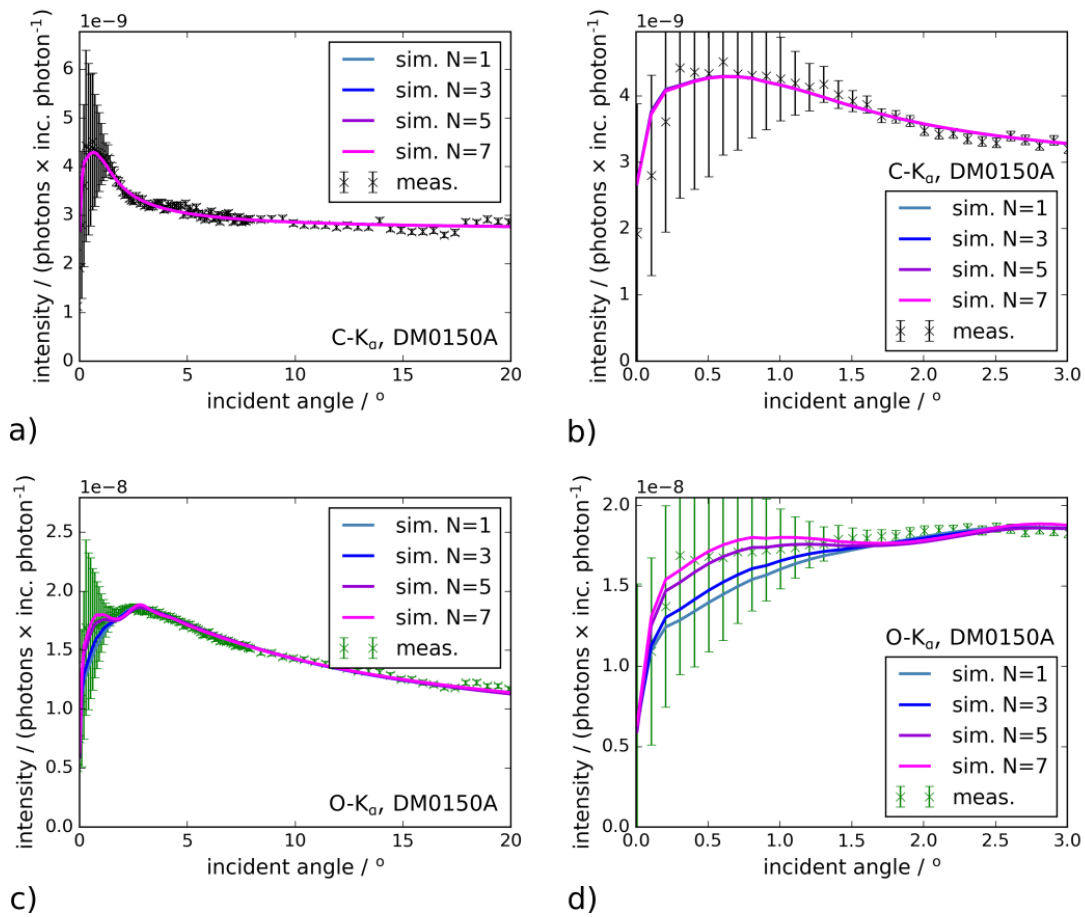 1e−9
intensity / (photons × inc. photon⁻¹)
6
5
4
3
2
1
0
sim. N=1
sim. N=3
sim. N=5
sim. N=7
meas.
C-Kα, DM0150A
0 5 10 15 20
incident angle / °
a)
1e−9
intensity / (photons × inc. photon⁻¹)
4
3
2
1
0
C-Kα, DM0150A
sim. N=1
sim. N=3
sim. N=5
sim. N=7
meas.
0.0 0.5 1.0 1.5 2.0 2.5 3.0
incident angle / °
b)
1e−8
intensity / (photons × inc. photon⁻¹)
2.5
2.0
1.5
1.0
0.5
0.0
sim. N=1
sim. N=3
sim. N=5
sim. N=7
meas.
O-Kα, DM0150A
0 5 10 15 20
incident angle / °
c)
1e−8
intensity / (photons × inc. photon⁻¹)
2.0
1.5
1.0
0.5
0.0
O-Kα, DM0150A
sim. N=1
sim. N=3
sim. N=5
sim. N=7
meas.
0.0 0.5 1.0 1.5 2.0 2.5 3.0
incident angle / °
d)